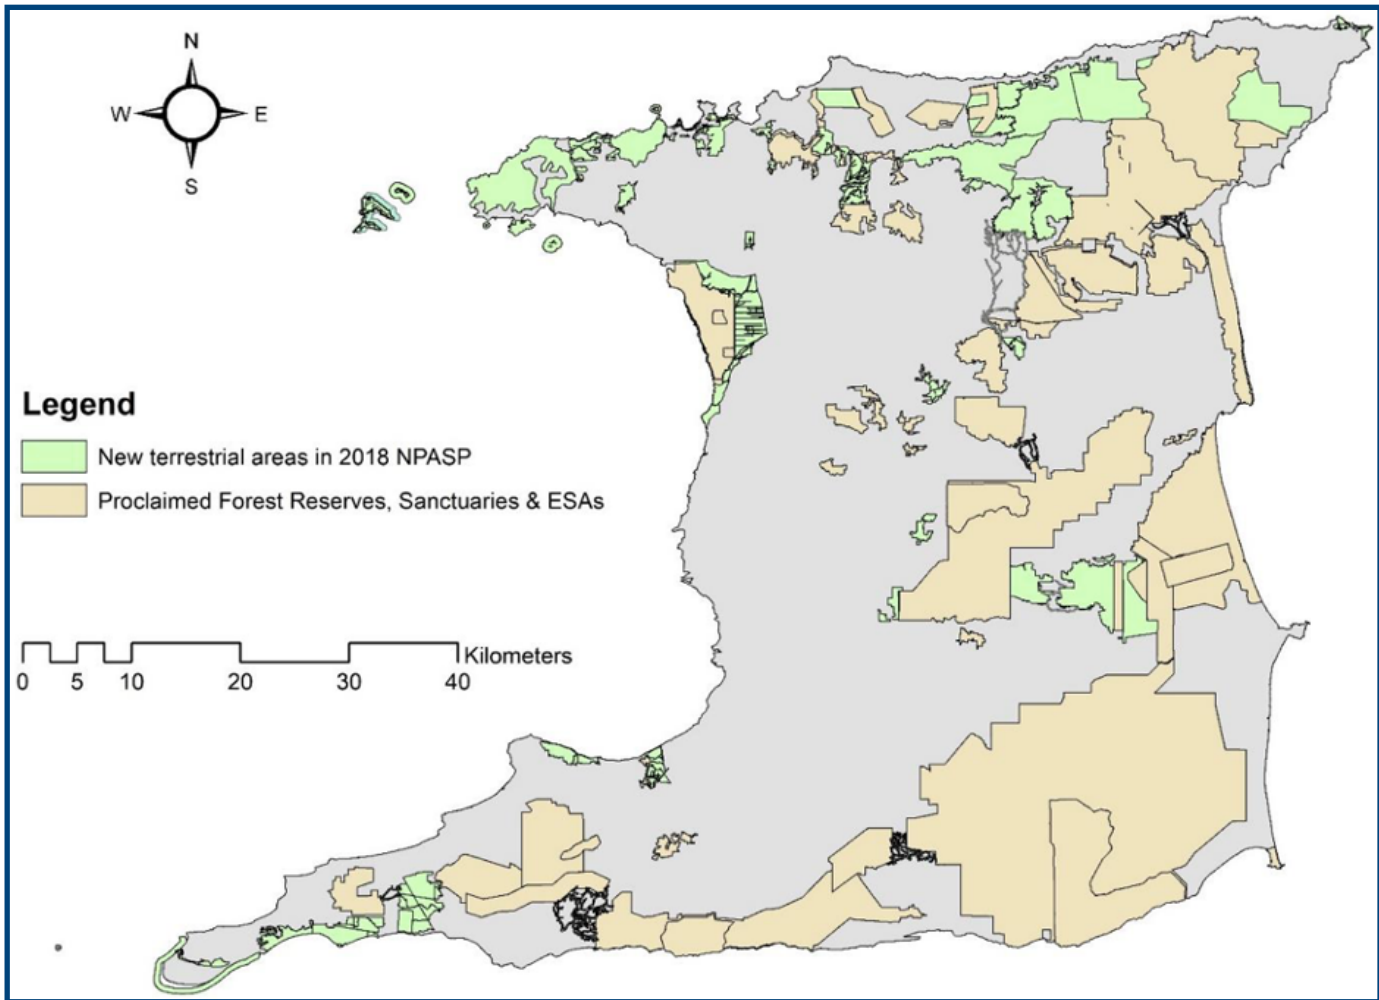 N
W E
S
Legend
New terrestrial areas in 2018 NPASP
Proclaimed Forest Reserves, Sanctuaries & ESAs
Kilometers
0 5 10 20 30 40